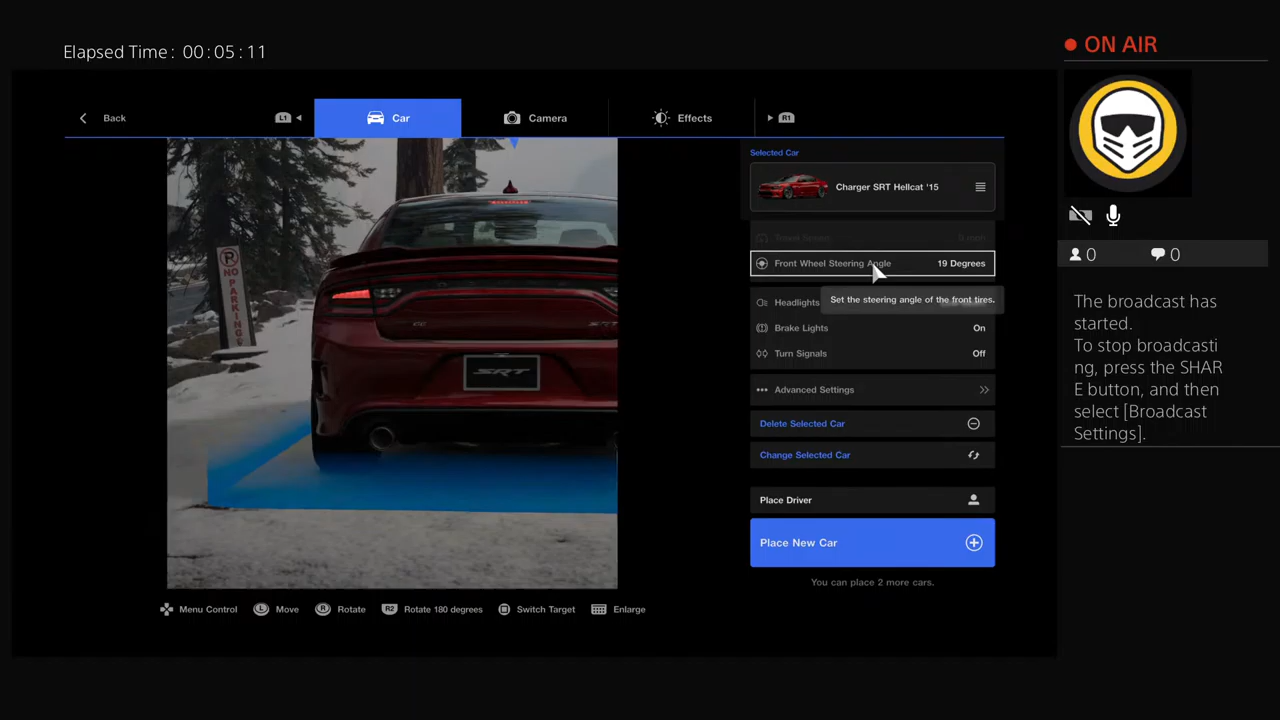 Elapsed Time: 00:05:11
ON AIR
Back
L1
Car
Camera
Effects
R1
Selected Car
Charger SRT Hellcat '15
Front Wheel Steering Angle 19 Degrees
Set the steering angle of the front tires.
Headlights
Brake Lights On
Turn Signals Off
Advanced Settings
Delete Selected Car
Change Selected Car
Place Driver
Place New Car
You can place 2 more cars.
P
NO
PARKING
SRT
SRT
L Move
Menu Control
R Rotate
R2 Rotate 180 degrees
Switch Target
Enlarge
0
0
The broadcast has
started.
To stop broadcasti
ng, press the SHAR
E button, and then
select [Broadcast
Settings].